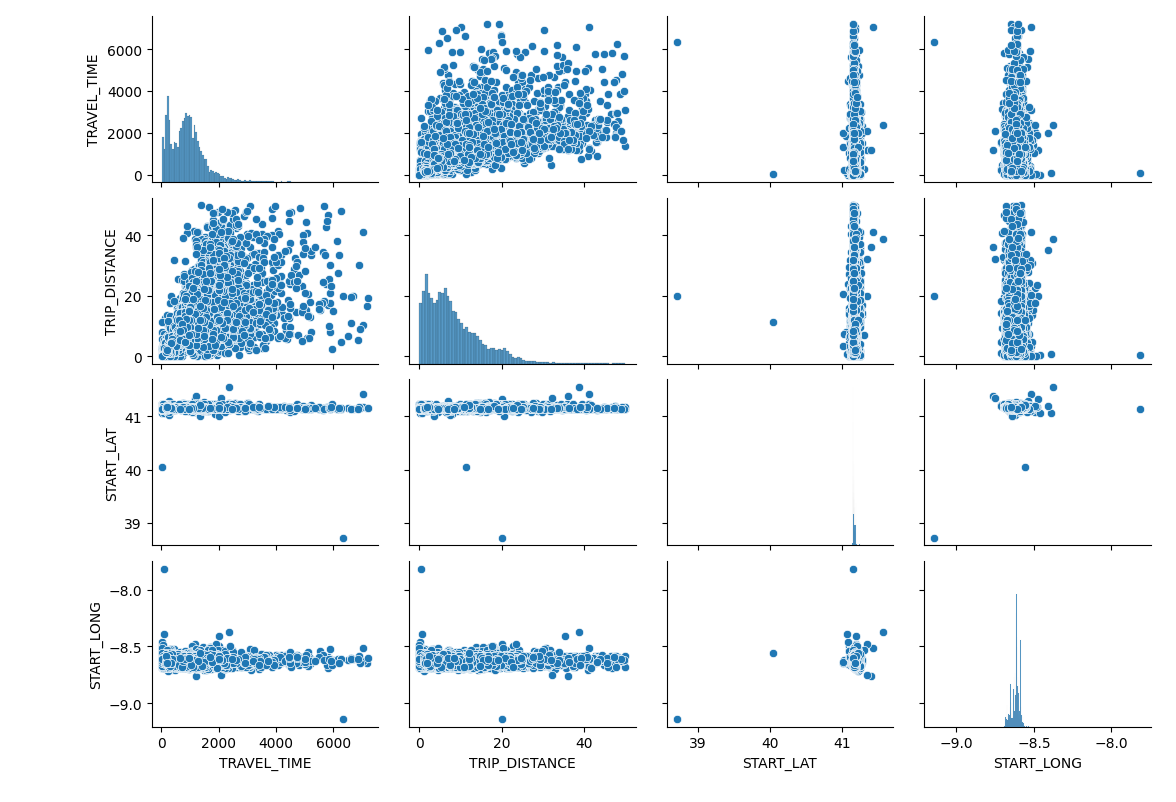 TRAVEL_TIME
6000
4000
2000
0
TRIP_DISTANCE
40
20
0
START_LAT
41
40
39
START_LONG
−8.0
−8.5
−9.0
0 2000 4000 6000
0 20 40
39 40 41
−9.0 −8.5 −8.0
TRAVEL_TIME
TRIP_DISTANCE
START_LAT
START_LONG